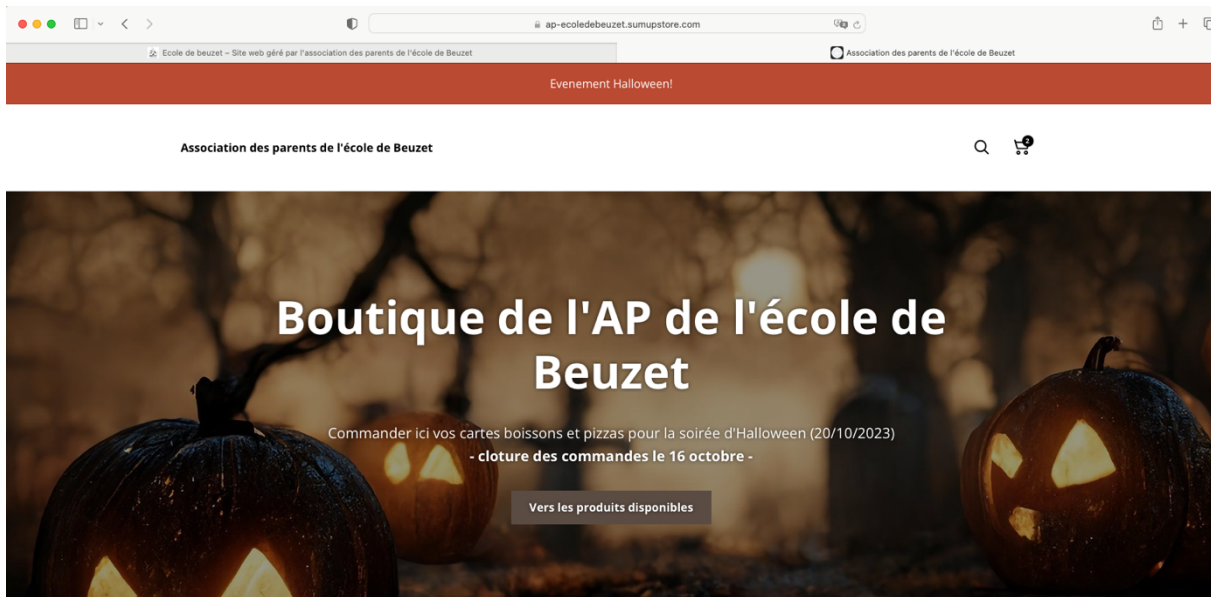 ap-ecoledebeuzet.sumupstore.com
Ecole de beuzet – Site web géré par l'association des parents de l'école de Beuzet
Association des parents de l'école de Beuzet
Evenement Halloween!
Association des parents de l'école de Beuzet
2
Boutique de l'AP de l'école de
Beuzet
Commander ici vos cartes boissons et pizzas pour la soirée d'Halloween (20/10/2023)
- cloture des commandes le 16 octobre -
Vers les produits disponibles